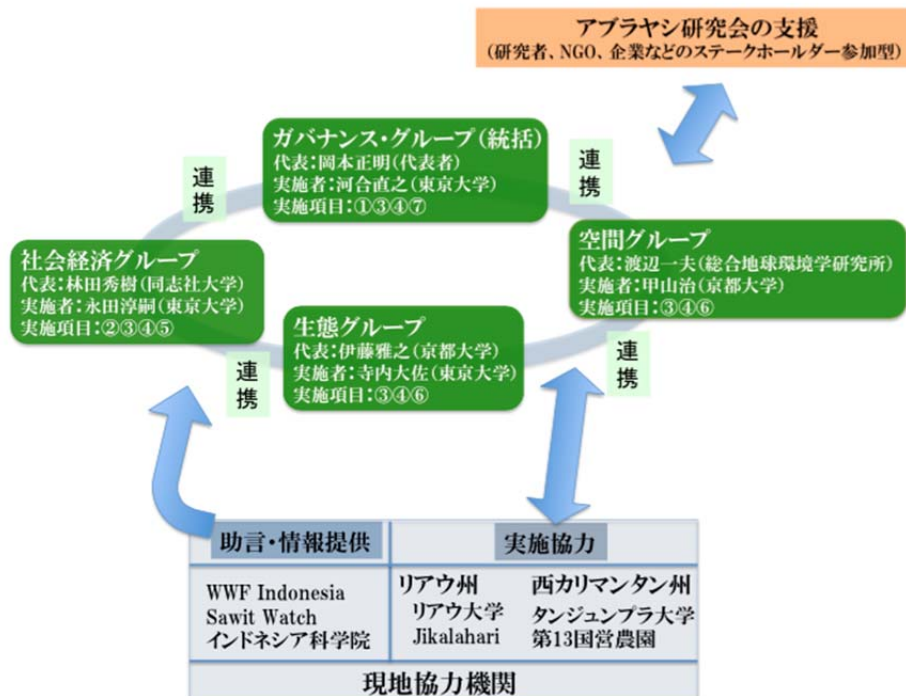 アブラヤシ研究会の支援
(研究者、NGO、企業などのステークホールダー参加型)
ガバナンス・グループ(統括)
代表:岡本正明(代表者)
実施者:河合直之(東京大学)
実施項目:①③④⑦
連携
連携
社会経済グループ
代表:林田秀樹(同志社大学)
実施者:永田淳嗣(東京大学)
実施項目:②③④⑤
空間グループ
代表:渡辺一夫(総合地球環境学研究所)
実施者:甲山治(京都大学)
実施項目:③④⑥
生態グループ
代表:伊藤雅之(京都大学)
実施者:寺内大佐(東京大学)
実施項目:③④⑥
連携
連携
助言・情報提供
WWF Indonesia
Sawit Watch
インドネシア科学院
実施協力
リアウ州
リアウ大学
Jikalahari
西カリマンタン州
タンジュンプラ大学
第13国営農園
現地協力機関